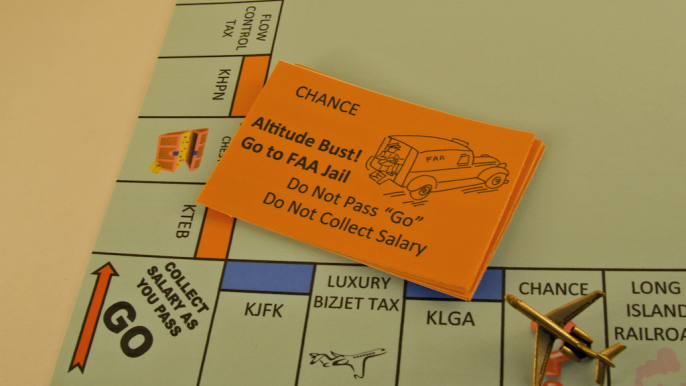 FLOW
CONTROL
TAX
KHPN
KTEB
COLLECT
SALARY AS
YOU PASS
GO
CHANCE
Altitude Bust!
Go to FAA Jail
Do Not Pass "Go"
Do Not Collect Salary
FAA
KJFK
LUXURY
BIZJET TAX
KLGA
CHANCE
LONG
ISLAND